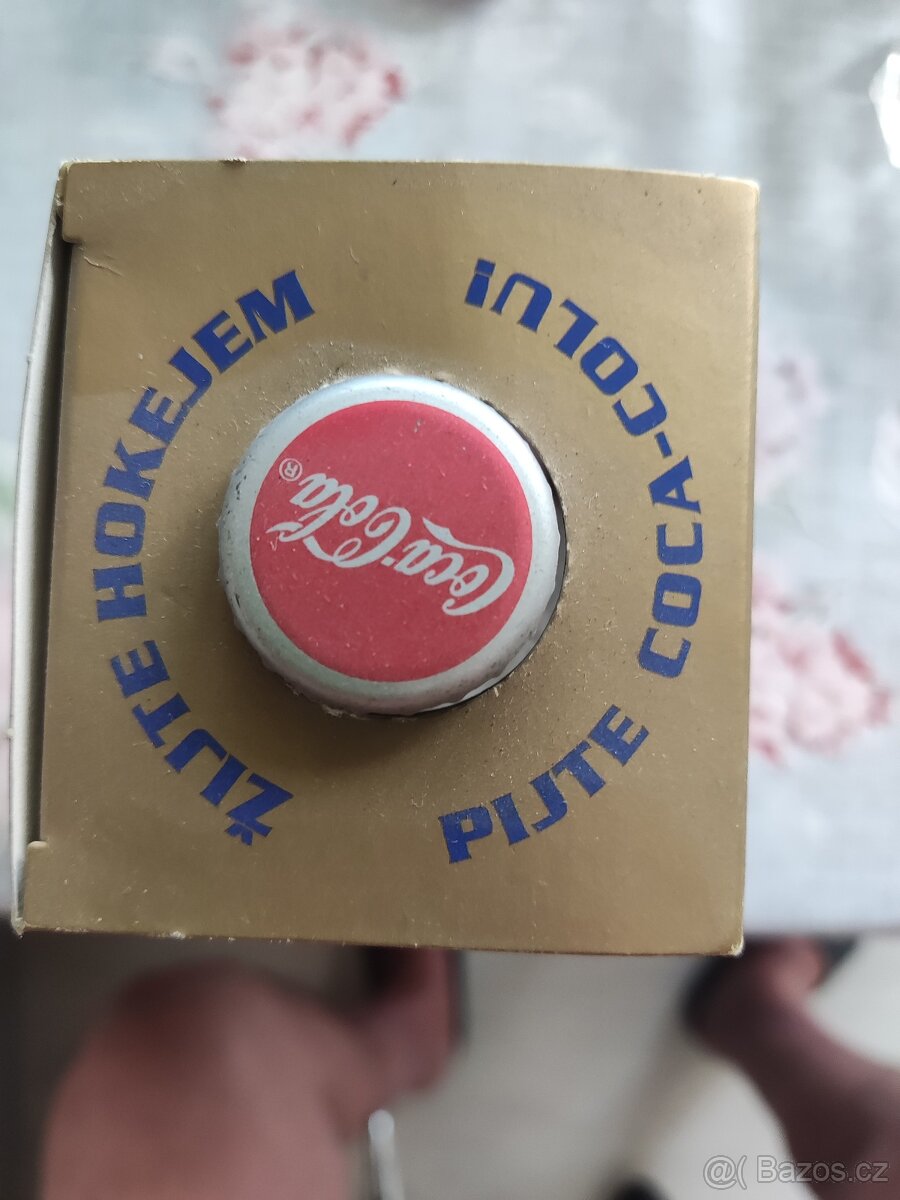 ŽIJTE HOKEJEM
PIJTE COCA-COLU!
Coca-Cola®
@( Bazos.cz